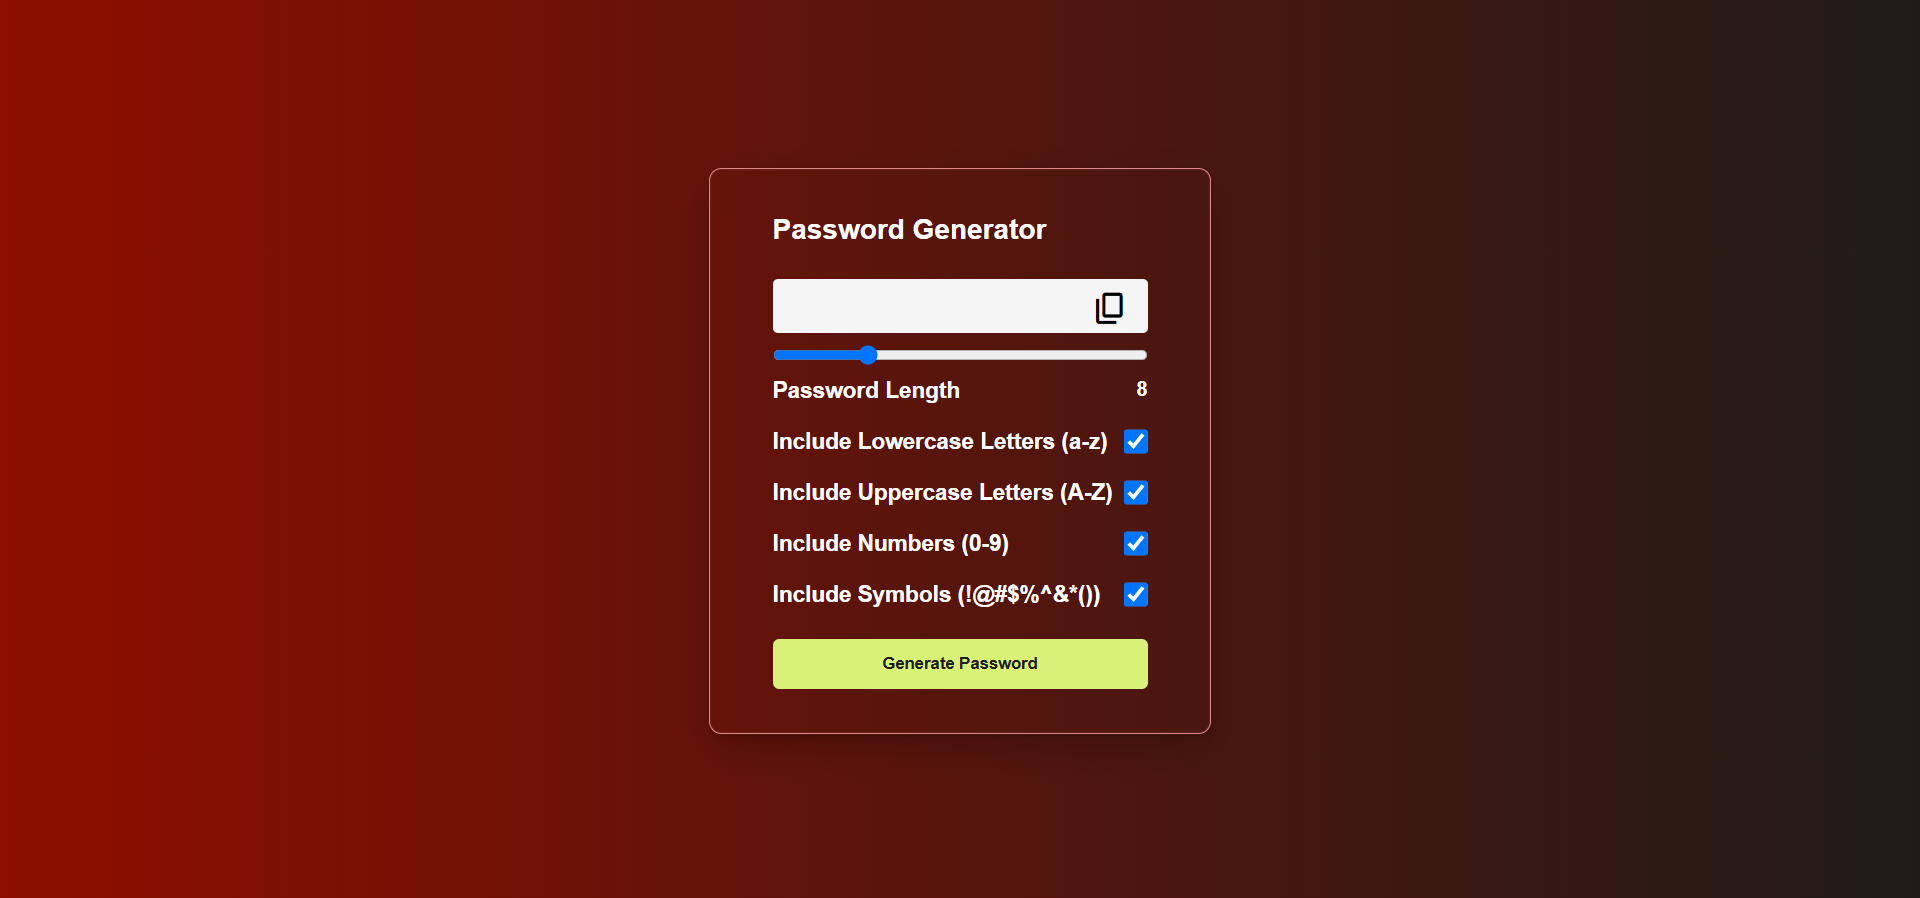 Password Generator
Password Length 8
Include Lowercase Letters (a-z)
Include Uppercase Letters (A-Z)
Include Numbers (0-9)
Include Symbols (!@#$%^&*())
Generate Password